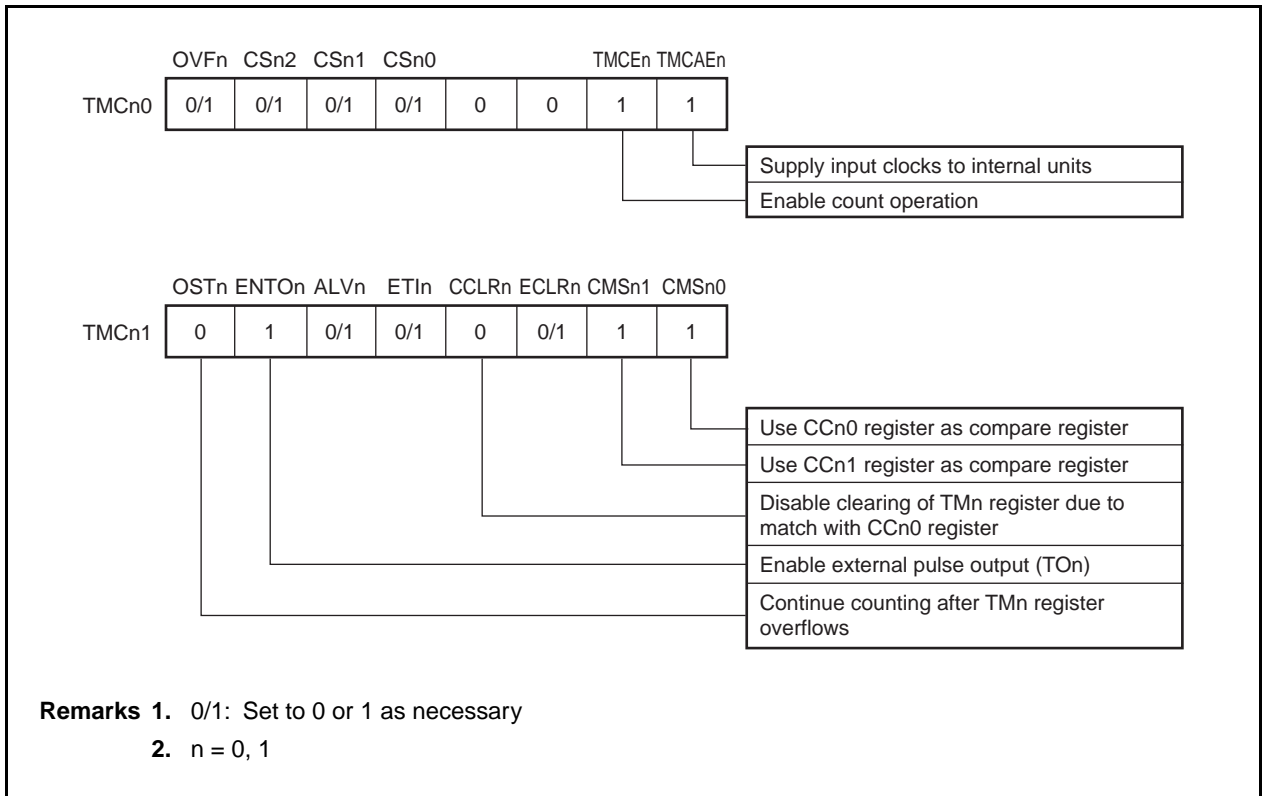 OVFn CSn2 CSn1 CSn0 TMCEn TMCAEn
TMCn0 0/1 0/1 0/1 0/1 0 0 1 1
Supply input clocks to internal units
Enable count operation
OSTn ENTOn ALVn ETIn CCLRn ECLRn CMSn1 CMSn0
TMCn1 0 1 0/1 0/1 0 0/1 1 1
Use CCn0 register as compare register
Use CCn1 register as compare register
Disable clearing of TMn register due to
match with CCn0 register
Enable external pulse output (TOn)
Continue counting after TMn register
overflows
Remarks 1. 0/1: Set to 0 or 1 as necessary
2. n = 0, 1